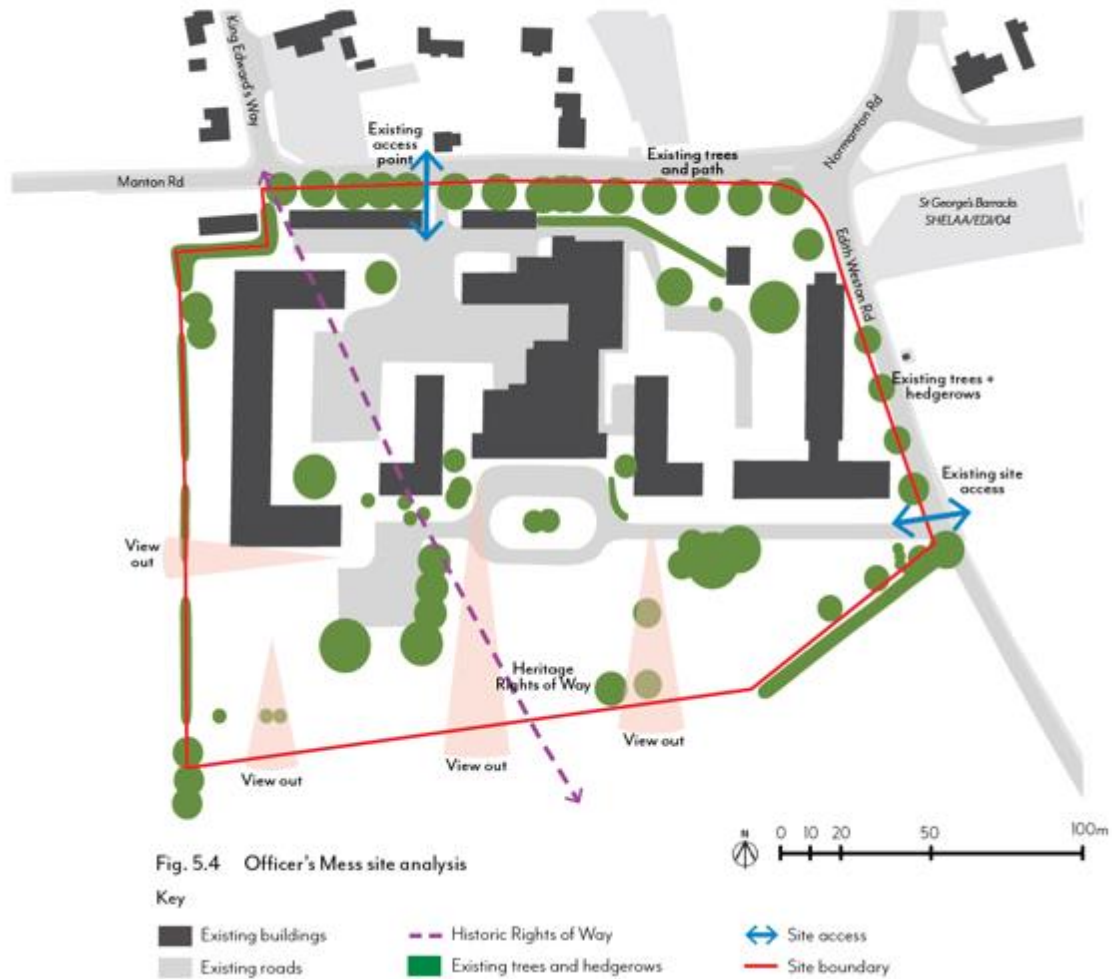 King Edward's Way
Existing
access
point
Manton Rd
Existing trees
and path
Normanton Rd
St George's Barracks
SHELAA/EDI/04
Edith Weston Rd
Existing trees +
hedgerows
Existing site
access
View
out
Heritage
Rights of Way
View out
View out
View out
N
0 10 20 50 100m
Fig. 5.4 Officer's Mess site analysis
Key
Existing buildings
Historic Rights of Way
Site access
Existing roads
Existing trees and hedgerows
Site boundary